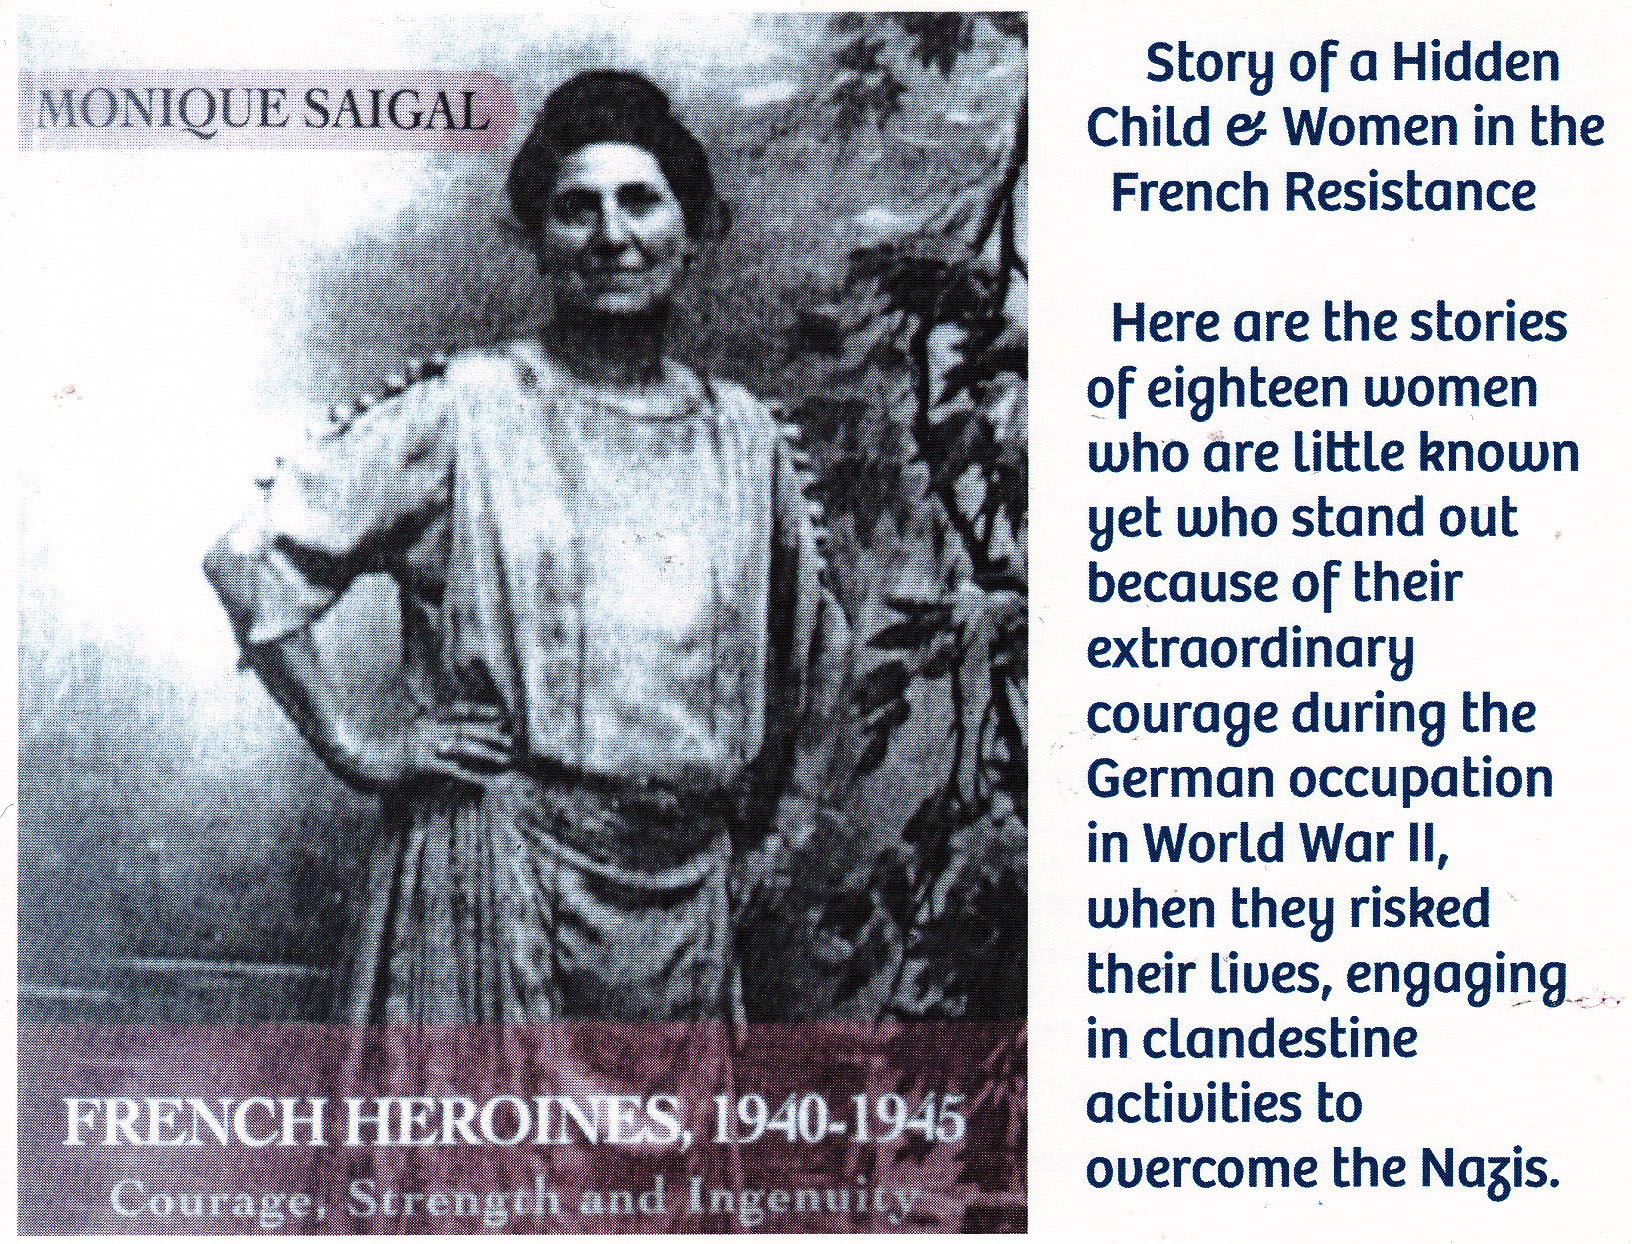 MONIQUE SAIGAL
FRENCH HEROINES, 1940-1945
Courage, Strength and Ingenuity
Story of a Hidden
Child & Women in the
French Resistance
Here are the stories
of eighteen women
who are little known
yet who stand out
because of their
extraordinary
courage during the
German occupation
in World War II,
when they risked
their lives, engaging
in clandestine
activities to
overcome the Nazis.